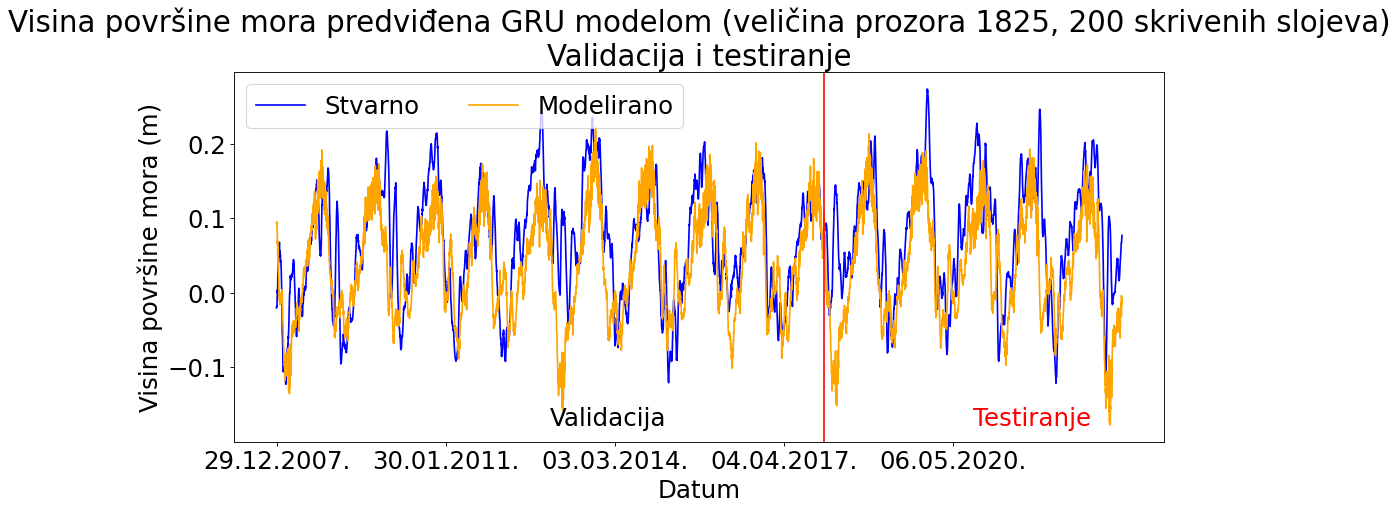 Visina površine mora predviđena GRU modelom (veličina prozora 1825, 200 skrivenih slojeva)
Validacija i testiranje
Stvarno
Modelirano
Visina površine mora (m)
0.2
0.1
0.0
−0.1
Validacija
Testiranje
29.12.2007.
30.01.2011.
03.03.2014.
04.04.2017.
06.05.2020.
Datum